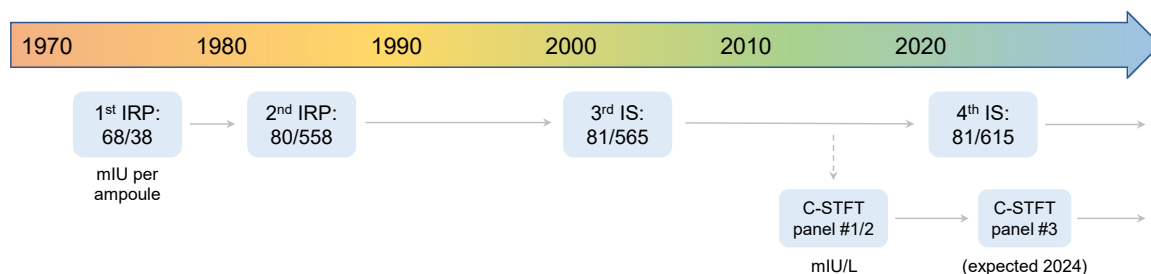 1970 1980 1990 2000 2010 2020
1st IRP:
68/38
2nd IRP:
80/558
3rd IS:
81/565
4th IS:
81/615
mIU per
ampoule
C-STFT
panel #1/2
C-STFT
panel #3
mIU/L
(expected 2024)